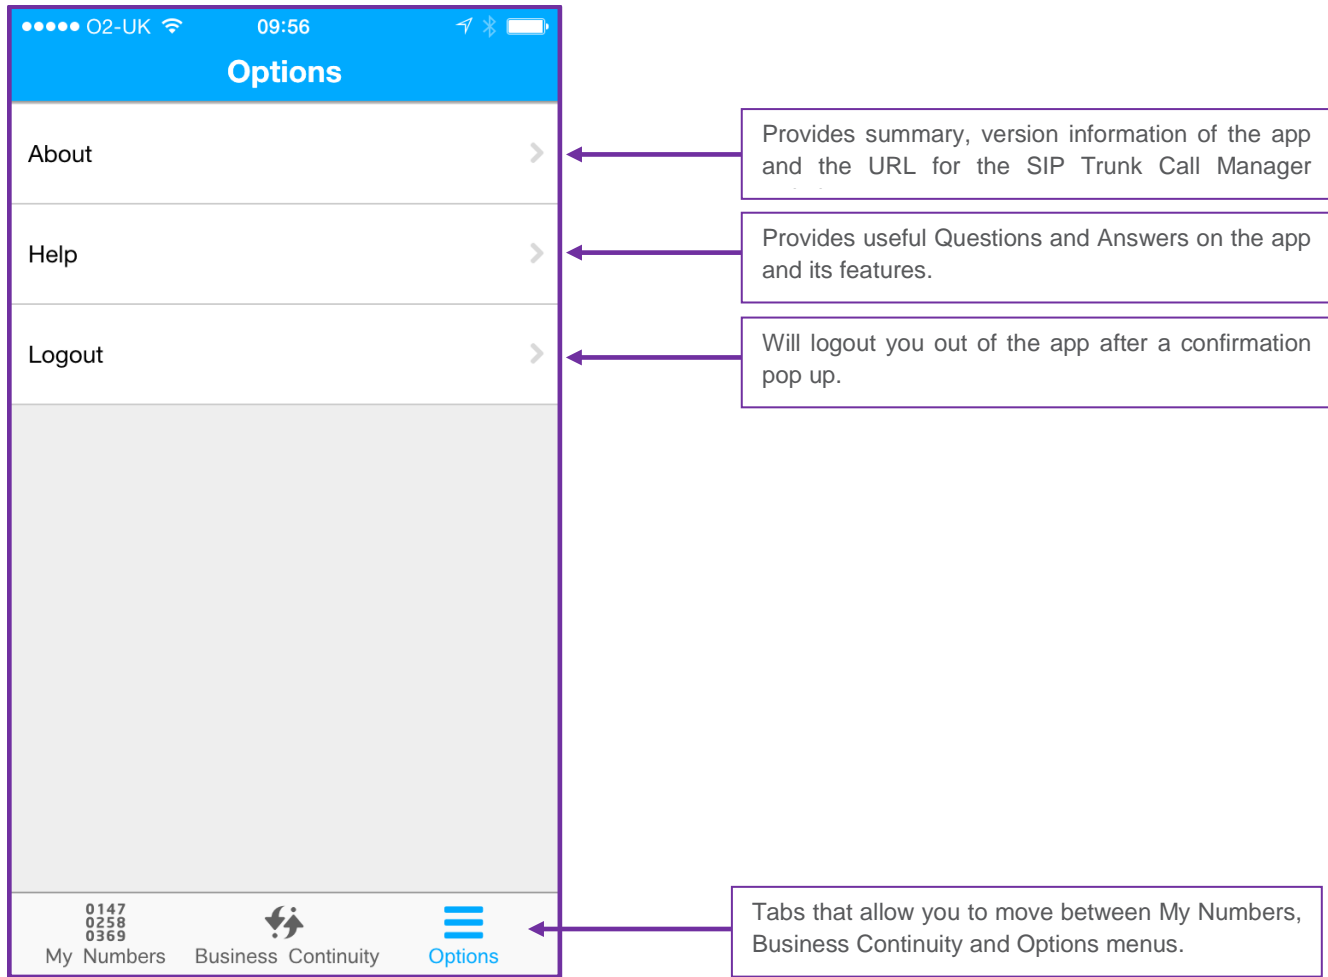 O2-UK 09:56
Options
About
Help
Logout
Provides summary, version information of the app
and the URL for the SIP Trunk Call Manager
Provides useful Questions and Answers on the app
and its features.
Will logout you out of the app after a confirmation
pop up.
0147
0258
0369
My Numbers Business Continuity Options
Tabs that allow you to move between My Numbers,
Business Continuity and Options menus.